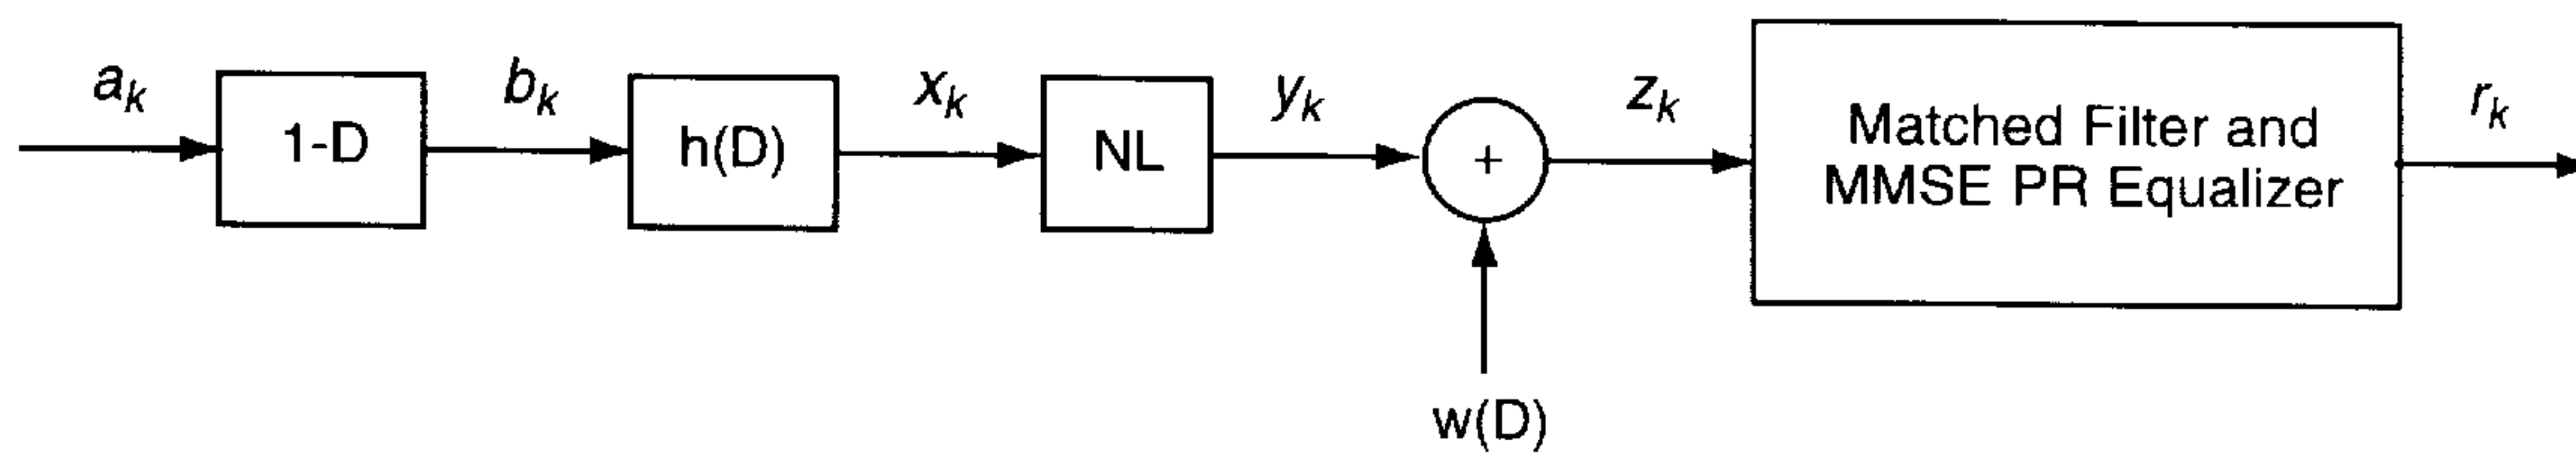 a_k
1-D
b_k
h(D)
x_k
NL
y_k
+
z_k
Matched Filter and
MMSE PR Equalizer
r_k
w(D)